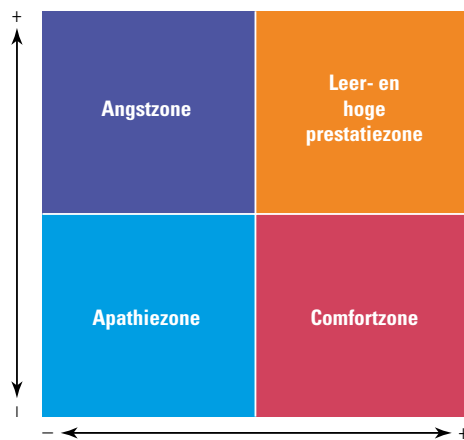 +
Angstzone
Leer- en
hoge
prestatiezone
Apathiezone
Comfortzone
–
– +